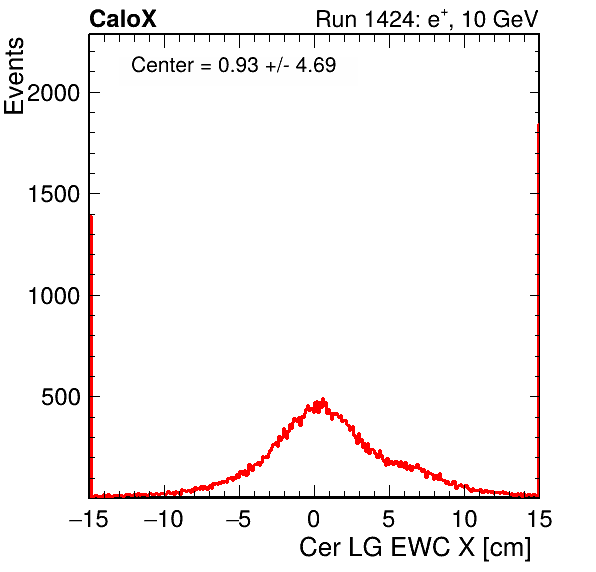 CaloX Run 1424: e⁺, 10 GeV
Center = 0.93 +/- 4.69
Events
2000
1500
1000
500
−15 −10 −5 0 5 10 15
Cer LG EWC X [cm]